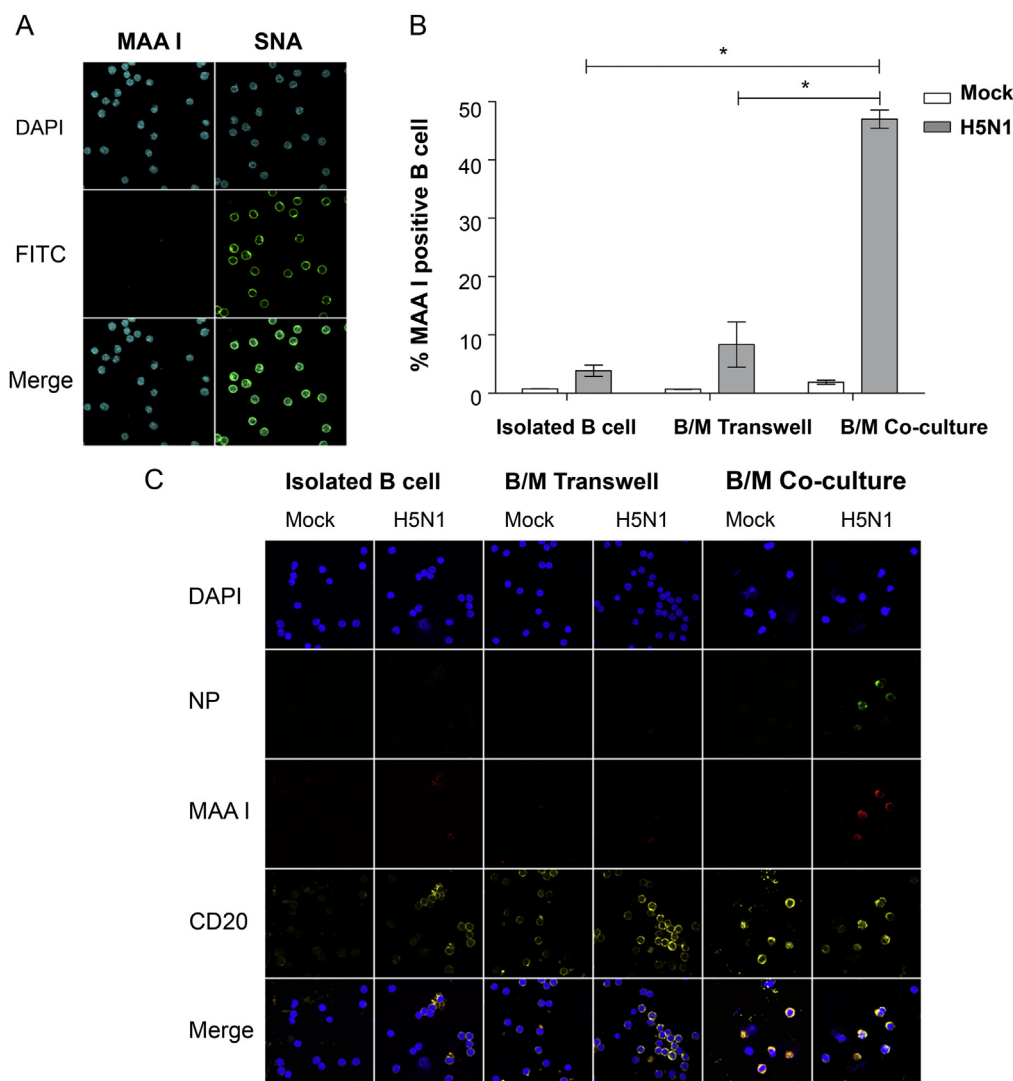 A
MAA I SNA
DAPI
FITC
Merge
B
% MAA I positive B cell
50
40
30
20
10
0
* 
*
Mock
H5N1
Isolated B cell B/M Transwell B/M Co-culture
C
Isolated B cell B/M Transwell B/M Co-culture
Mock H5N1 Mock H5N1 Mock H5N1
DAPI
NP
MAA I
CD20
Merge